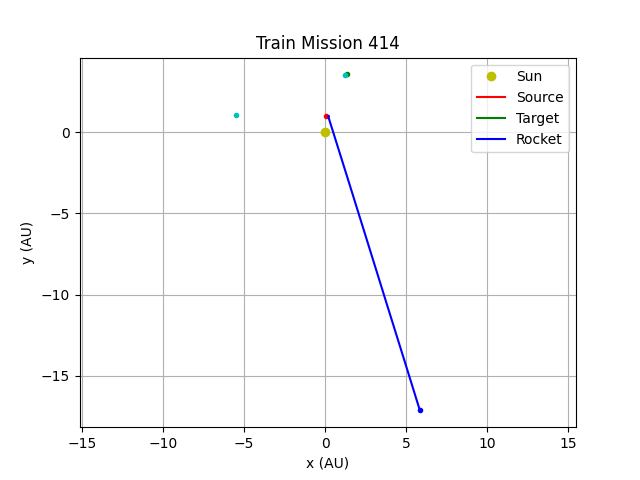 Train Mission 414
Sun
Source
Target
Rocket
0
−5
−10
−15
y (AU)
−15
−10
−5
0
5
10
15
x (AU)